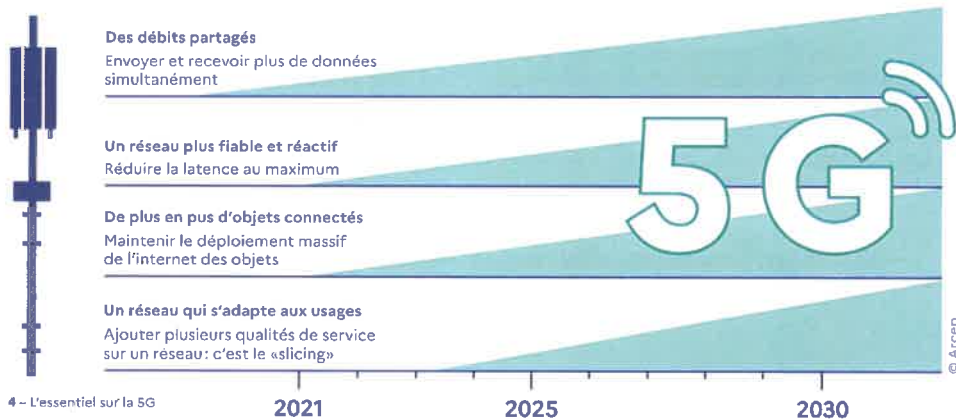 Des débits partagés
Envoyer et recevoir plus de données
simultanément
Un réseau plus fiable et réactif
Réduire la latence au maximum
De plus en pus d'objets connectés
Maintenir le déploiement massif
de l'internet des objets
Un réseau qui s'adapte aux usages
Ajouter plusieurs qualités de service
sur un réseau: c'est le «slicing»
5G
© Arcep
2021 2025 2030
4 – L'essentiel sur la 5G